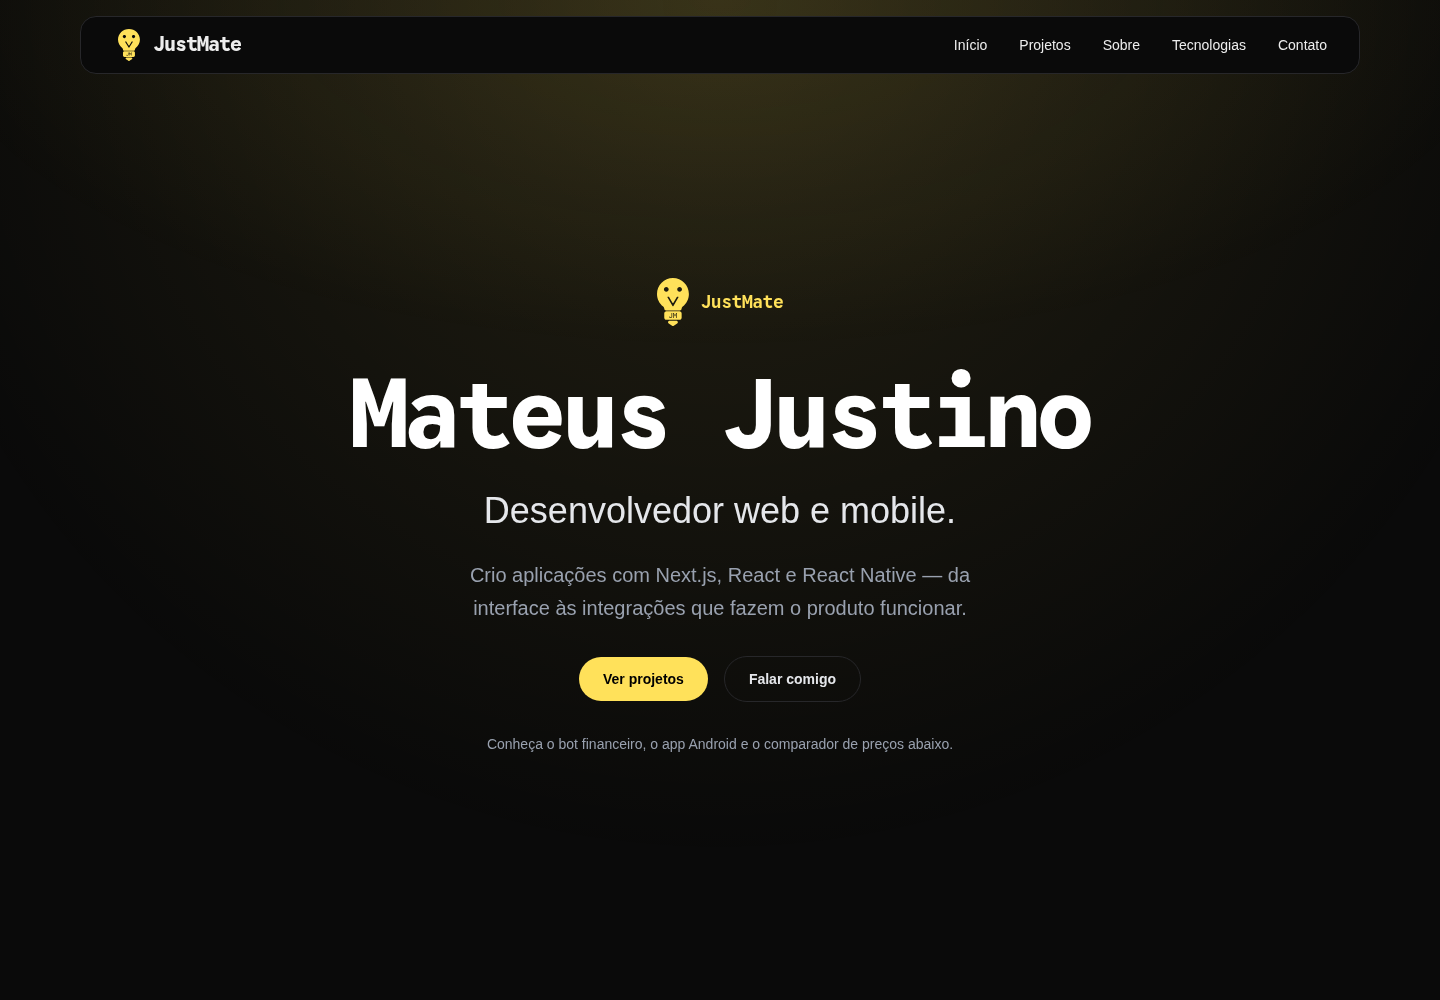 JustMate
Início Projetos Sobre Tecnologias Contato
JM JustMate
Mateus Justino
Desenvolvedor web e mobile.
Crio aplicações com Next.js, React e React Native — da
interface às integrações que fazem o produto funcionar.
Ver projetos Falar comigo
Conheça o bot financeiro, o app Android e o comparador de preços abaixo.